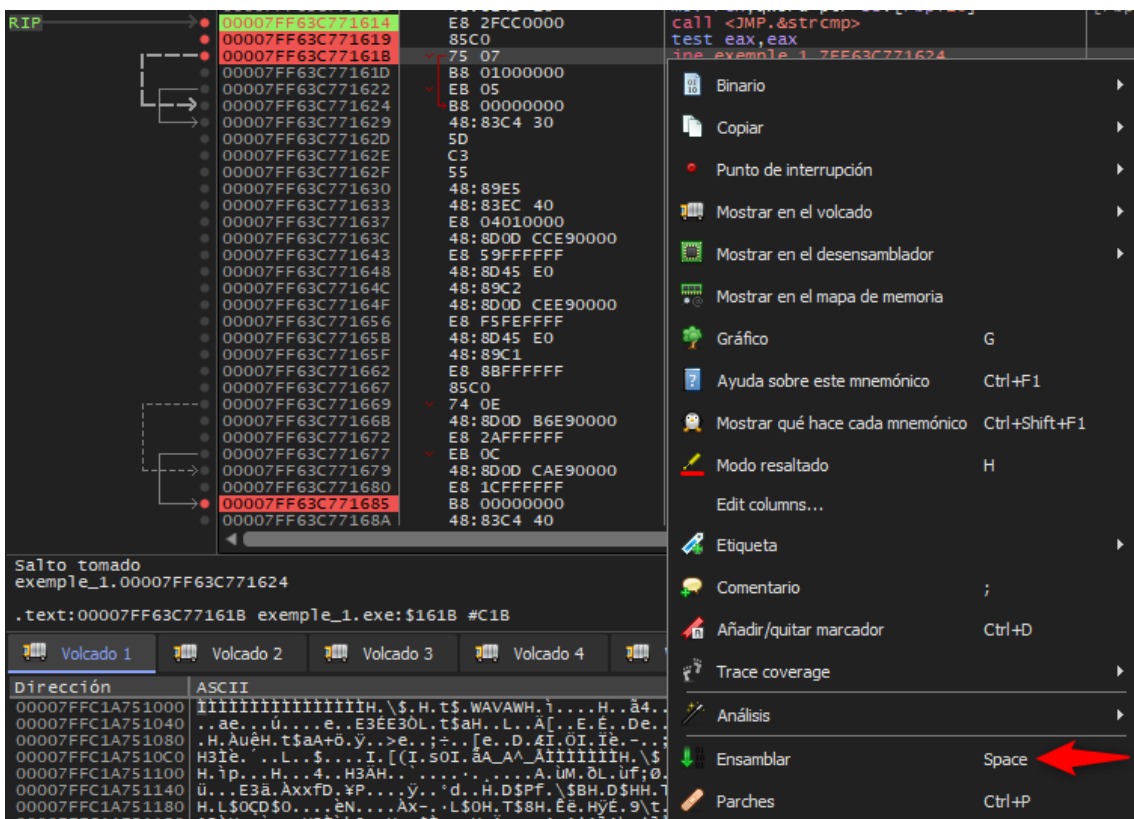 RIP
00007FF63C771614 E8 2FCC0000 call <JMP.&strcmp>
00007FF63C771619 85C0 test eax,eax
00007FF63C77161B 75 07 jne exemple_1.7FF63C771624
00007FF63C77161D B8 01000000
00007FF63C771622 EB 05
00007FF63C771624 B8 00000000
00007FF63C771629 48:83C4 30
00007FF63C77162D 5D
00007FF63C77162E C3
00007FF63C77162F 55
00007FF63C771630 48:89E5
00007FF63C771633 48:83EC 40
00007FF63C771637 E8 04010000
00007FF63C77163C 48:8D0D CCE90000
00007FF63C771643 E8 59FFFFFF
00007FF63C771648 48:8D45 E0
00007FF63C77164C 48:89C2
00007FF63C77164F 48:8D0D CEE90000
00007FF63C771656 E8 F5FEFFFF
00007FF63C77165B 48:8D45 E0
00007FF63C77165F 48:89C1
00007FF63C771662 E8 8BFFFFFF
00007FF63C771667 85C0
00007FF63C771669 74 0E
00007FF63C77166B 48:8D0D B6E90000
00007FF63C771672 E8 2AFFFFFF
00007FF63C771677 EB 0C
00007FF63C771679 48:8D0D CAE90000
00007FF63C771680 E8 1CFFFFFF
00007FF63C771685 B8 00000000
00007FF63C77168A 48:83C4 40
Binario
Copiar
Punto de interrupción
Mostrar en el volcado
Mostrar en el desensamblador
Mostrar en el mapa de memoria
Gráfico G
Ayuda sobre este mnemónico Ctrl+F1
Mostrar qué hace cada mnemónico Ctrl+Shift+F1
Modo resaltado H
Edit columns...
Etiqueta
Comentario ;
Añadir/quitar marcador Ctrl+D
Trace coverage
Análisis
Ensamblar Space
Parches Ctrl+P
Salto tomado
exemple_1.00007FF63C771624
.text:00007FF63C77161B exemple_1.exe:$161B #C1B
Volcado 1 Volcado 2 Volcado 3 Volcado 4
Dirección ASCII
00007FFC1A751000
00007FFC1A751040
00007FFC1A751080
00007FFC1A7510C0
00007FFC1A751100
00007FFC1A751140
00007FFC1A751180